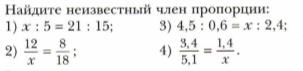 Найдите неизвестный член пропорции:
1) x : 5 = 21 : 15; 3) 4,5 : 0,6 = x : 2,4;
2) 12/x = 8/18; 4) 3,4/5,1 = 1,4/x.